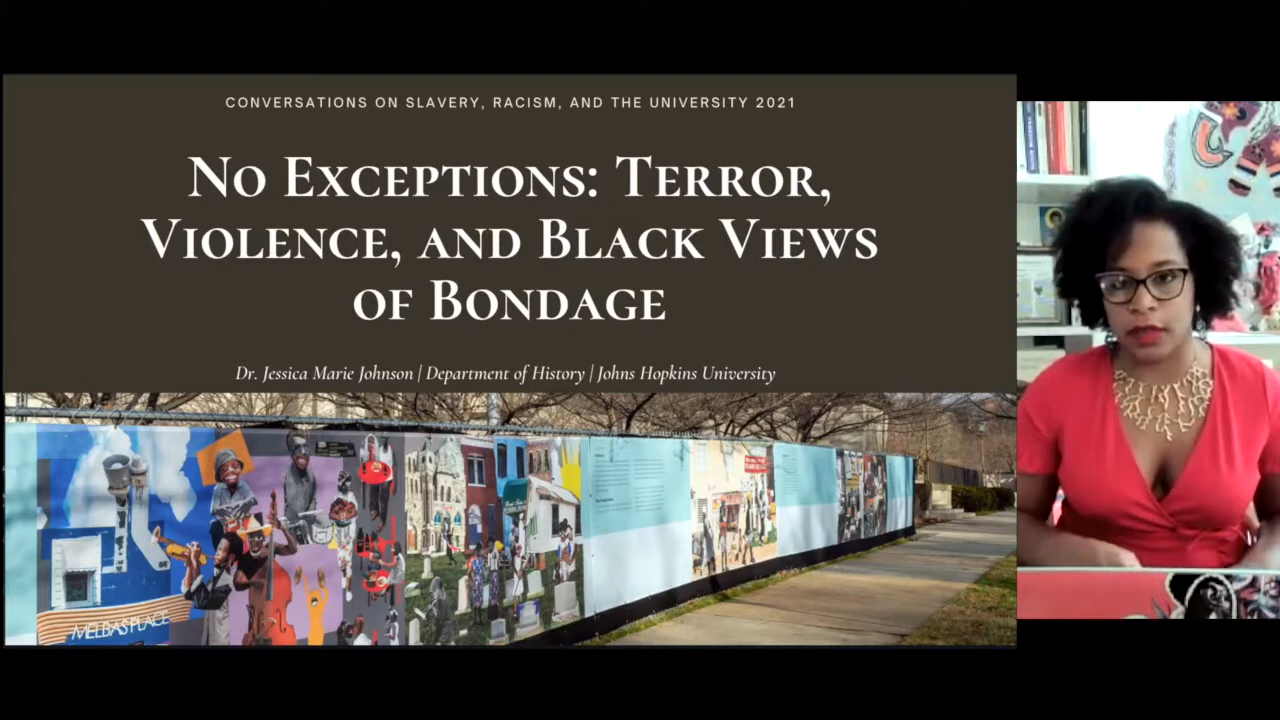 CONVERSATIONS ON SLAVERY, RACISM, AND THE UNIVERSITY 2021
No Exceptions: Terror,
Violence, and Black Views
of Bondage
Dr. Jessica Marie Johnson | Department of History | Johns Hopkins University
MELBA'S PLACE